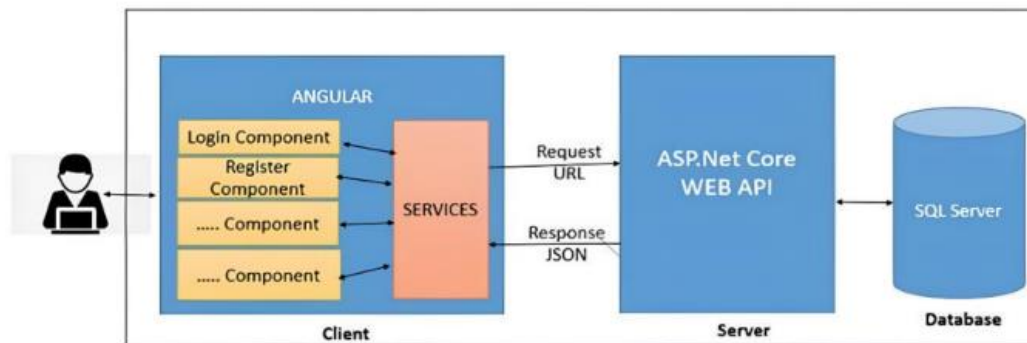 ANGULAR
Login Component
Register
Component
..... Component
..... Component
SERVICES
Client
Request
URL
Response
JSON
ASP.Net Core
WEB API
Server
SQL Server
Database